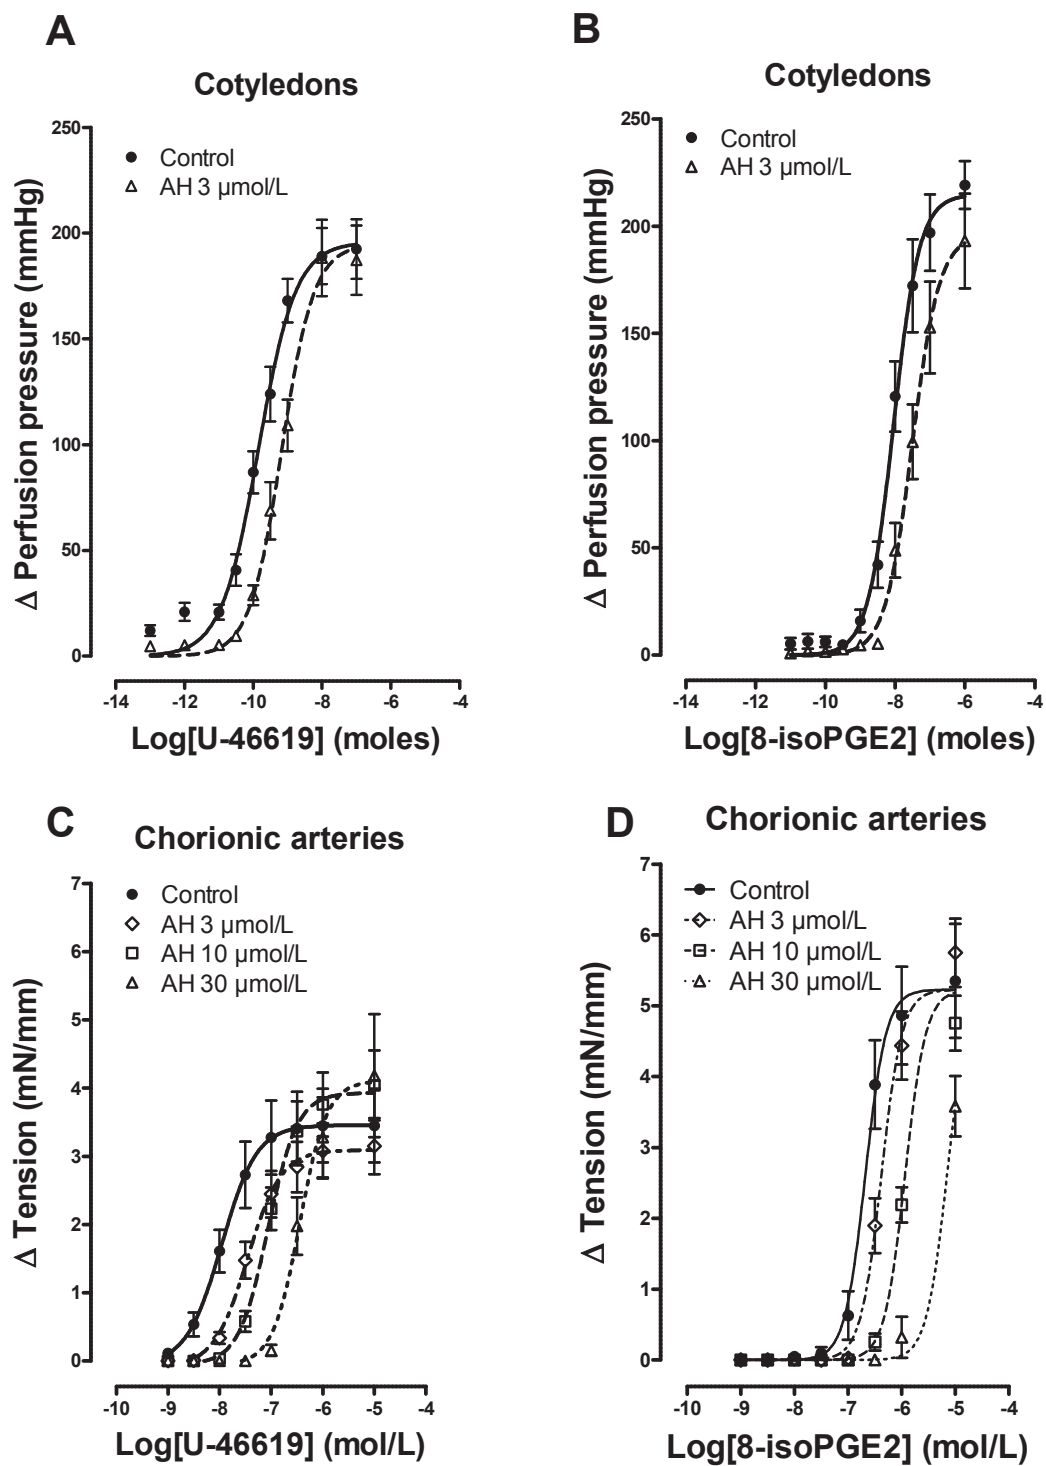 A
Cotyledons
Control
AH 3 µmol/L
250
200
150
100
50
0
Δ Perfusion pressure (mmHg)
-14 -12 -10 -8 -6 -4
Log[U-46619] (moles)
B
Cotyledons
Control
AH 3 µmol/L
250
200
150
100
50
0
Δ Perfusion pressure (mmHg)
-14 -12 -10 -8 -6 -4
Log[8-isoPGE2] (moles)
C
Chorionic arteries
Control
AH 3 µmol/L
AH 10 µmol/L
AH 30 µmol/L
7
6
5
4
3
2
1
0
Δ Tension (mN/mm)
-10 -9 -8 -7 -6 -5 -4
Log[U-46619] (mol/L)
D
Chorionic arteries
Control
AH 3 µmol/L
AH 10 µmol/L
AH 30 µmol/L
7
6
5
4
3
2
1
0
Δ Tension (mN/mm)
-10 -9 -8 -7 -6 -5 -4
Log[8-isoPGE2] (mol/L)